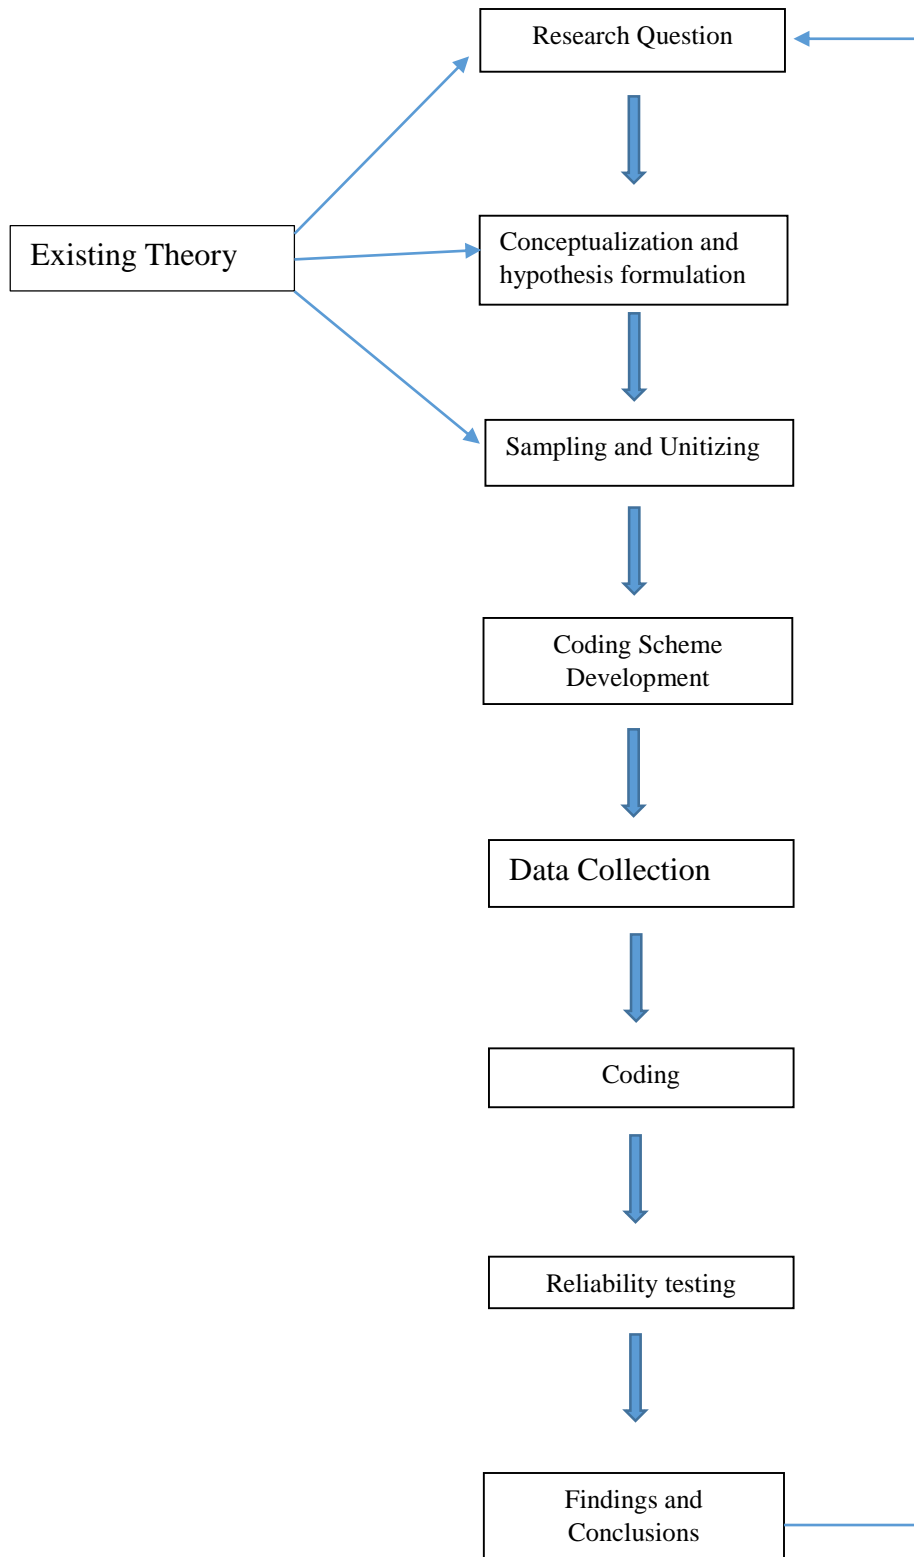 Research Question
Existing Theory
Conceptualization and
hypothesis formulation
Sampling and Unitizing
Coding Scheme
Development
Data Collection
Coding
Reliability testing
Findings and
Conclusions